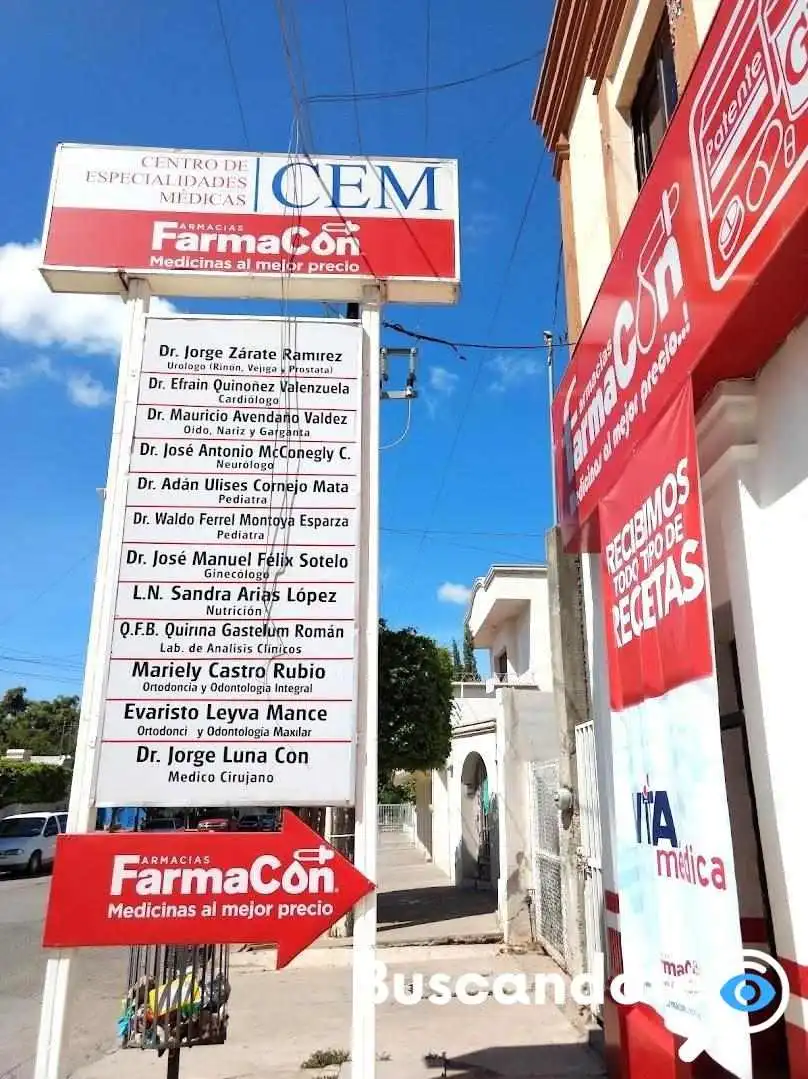 CENTRO DE
ESPECIALIDADES
MÉDICAS
CEM
FARMACIAS
FarmaCon
Medicinas al mejor precio
Dr. Jorge Zárate Ramırez
Urologo (Riñon, Vejiga y Prostata)
Dr. Efrain Quinoñez Valenzuela
Cardiólogo
Dr. Mauricio Avendaño Valdez
Oido, Nariz y Garganta
Dr. José Antonio McConegly C.
Neurólogo
Dr. Adán Ulises Cornejo Mata
Pediatra
Dr. Waldo Ferrel Montoya Esparza
Pediatra
Dr. José Manuel Félix Sotelo
Ginecólogo
L.N. Sandra Arias López
Nutrición
Q.F.B. Quirina Gastelum Román
Lab. de Analisis Clinicos
Mariely Castro Rubio
Ortodoncia y Odontologia Integral
Evaristo Leyva Mance
Ortodonci y Odontología Maxilar
Dr. Jorge Luna Con
Medico Cirujano
FARMACIAS
FarmaCon
Medicinas al mejor precio
Patente
Farmacias
FarmaCon
Medicinas al mejor precio...!
RECIBIMOS
TODO TIPO DE
RECETAS
VITA
medica
Buscando